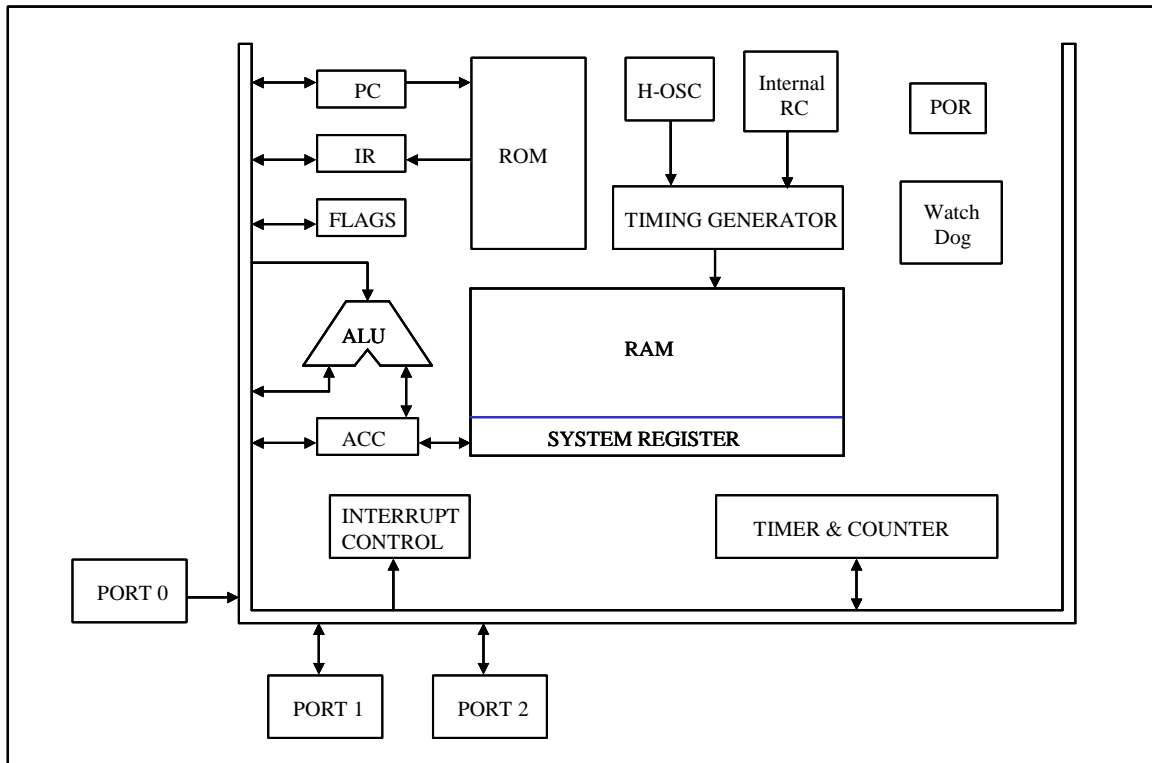 PC
ROM
H-OSC
Internal
RC
POR
IR
FLAGS
TIMING GENERATOR
Watch
Dog
ALU
RAM
ACC
SYSTEM REGISTER
INTERRUPT
CONTROL
TIMER & COUNTER
PORT 0
PORT 1
PORT 2